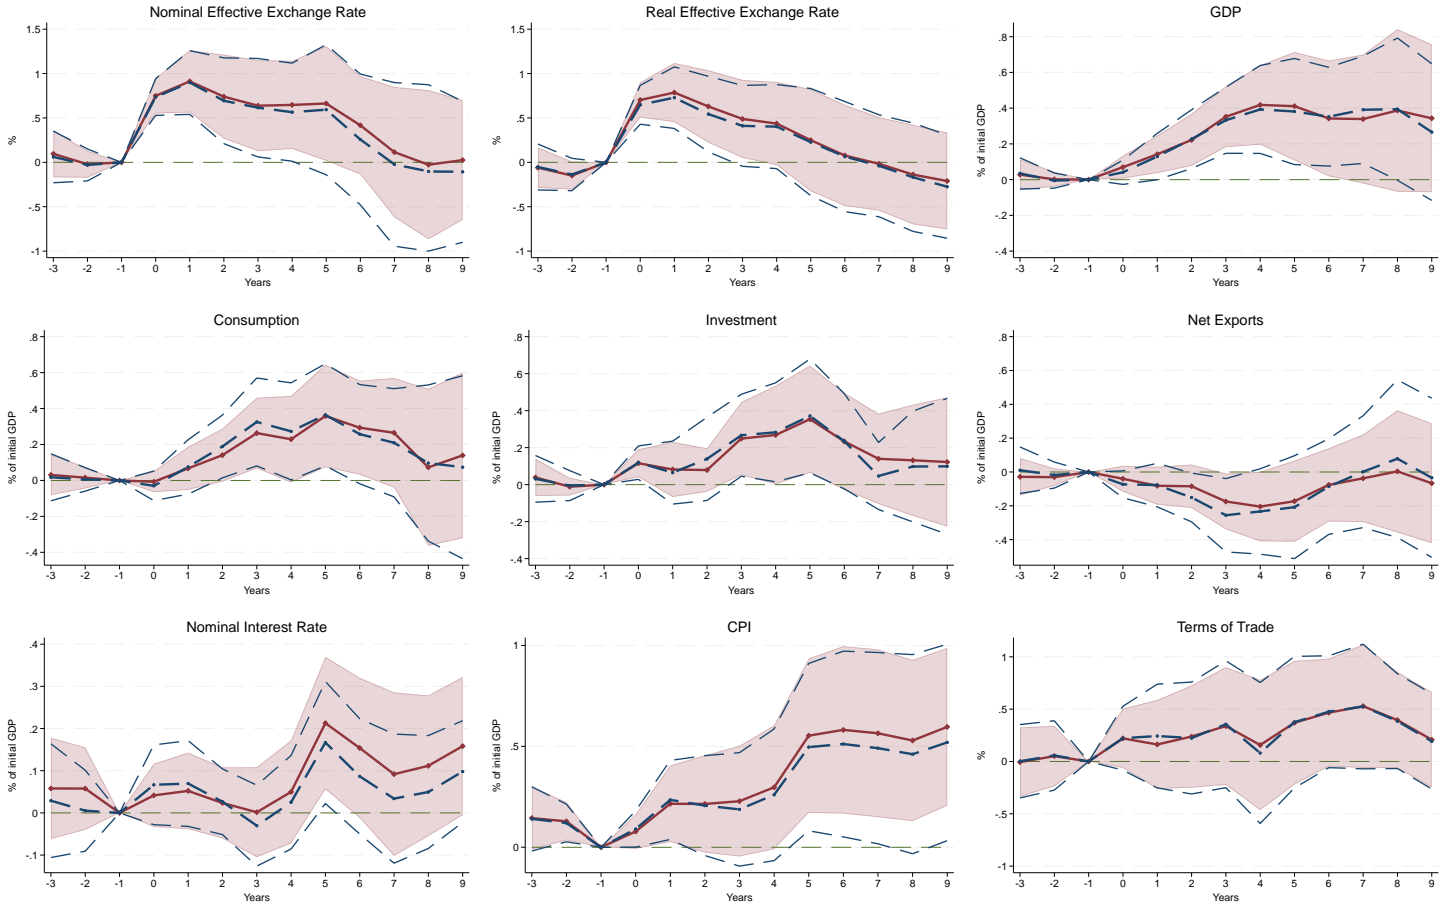 Nominal Effective Exchange Rate
1.5
1
.5
0
-.5
-1
%
-3 -2 -1 0 1 2 3 4 5 6 7 8 9
Years
Real Effective Exchange Rate
1.5
1
.5
0
-.5
-1
%
-3 -2 -1 0 1 2 3 4 5 6 7 8 9
Years
GDP
.8
.6
.4
.2
0
-.2
-.4
% of initial GDP
-3 -2 -1 0 1 2 3 4 5 6 7 8 9
Years
Consumption
.8
.6
.4
.2
0
-.2
-.4
% of initial GDP
-3 -2 -1 0 1 2 3 4 5 6 7 8 9
Years
Investment
.8
.6
.4
.2
0
-.2
-.4
% of initial GDP
-3 -2 -1 0 1 2 3 4 5 6 7 8 9
Years
Net Exports
.8
.6
.4
.2
0
-.2
-.4
% of initial GDP
-3 -2 -1 0 1 2 3 4 5 6 7 8 9
Years
Nominal Interest Rate
.4
.3
.2
.1
0
-.1
% of initial GDP
-3 -2 -1 0 1 2 3 4 5 6 7 8 9
Years
CPI
1
.5
0
% of initial GDP
-3 -2 -1 0 1 2 3 4 5 6 7 8 9
Years
Terms of Trade
1
.5
0
-.5
-1
%
-3 -2 -1 0 1 2 3 4 5 6 7 8 9
Years